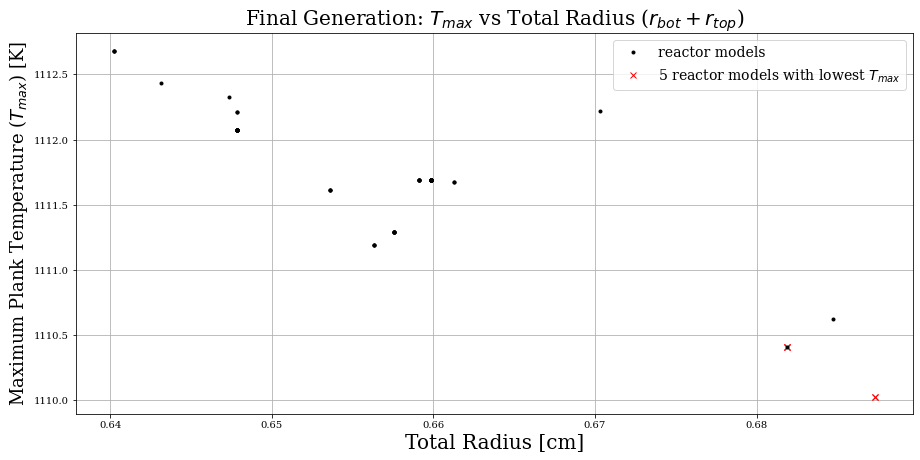 Final Generation: $T_{max}$ vs Total Radius ($r_{bot} + r_{top}$)
reactor models
5 reactor models with lowest $T_{max}$
Maximum Plank Temperature ($T_{max}$) [K]
1112.5
1112.0
1111.5
1111.0
1110.5
1110.0
0.64 0.65 0.66 0.67 0.68
Total Radius [cm]